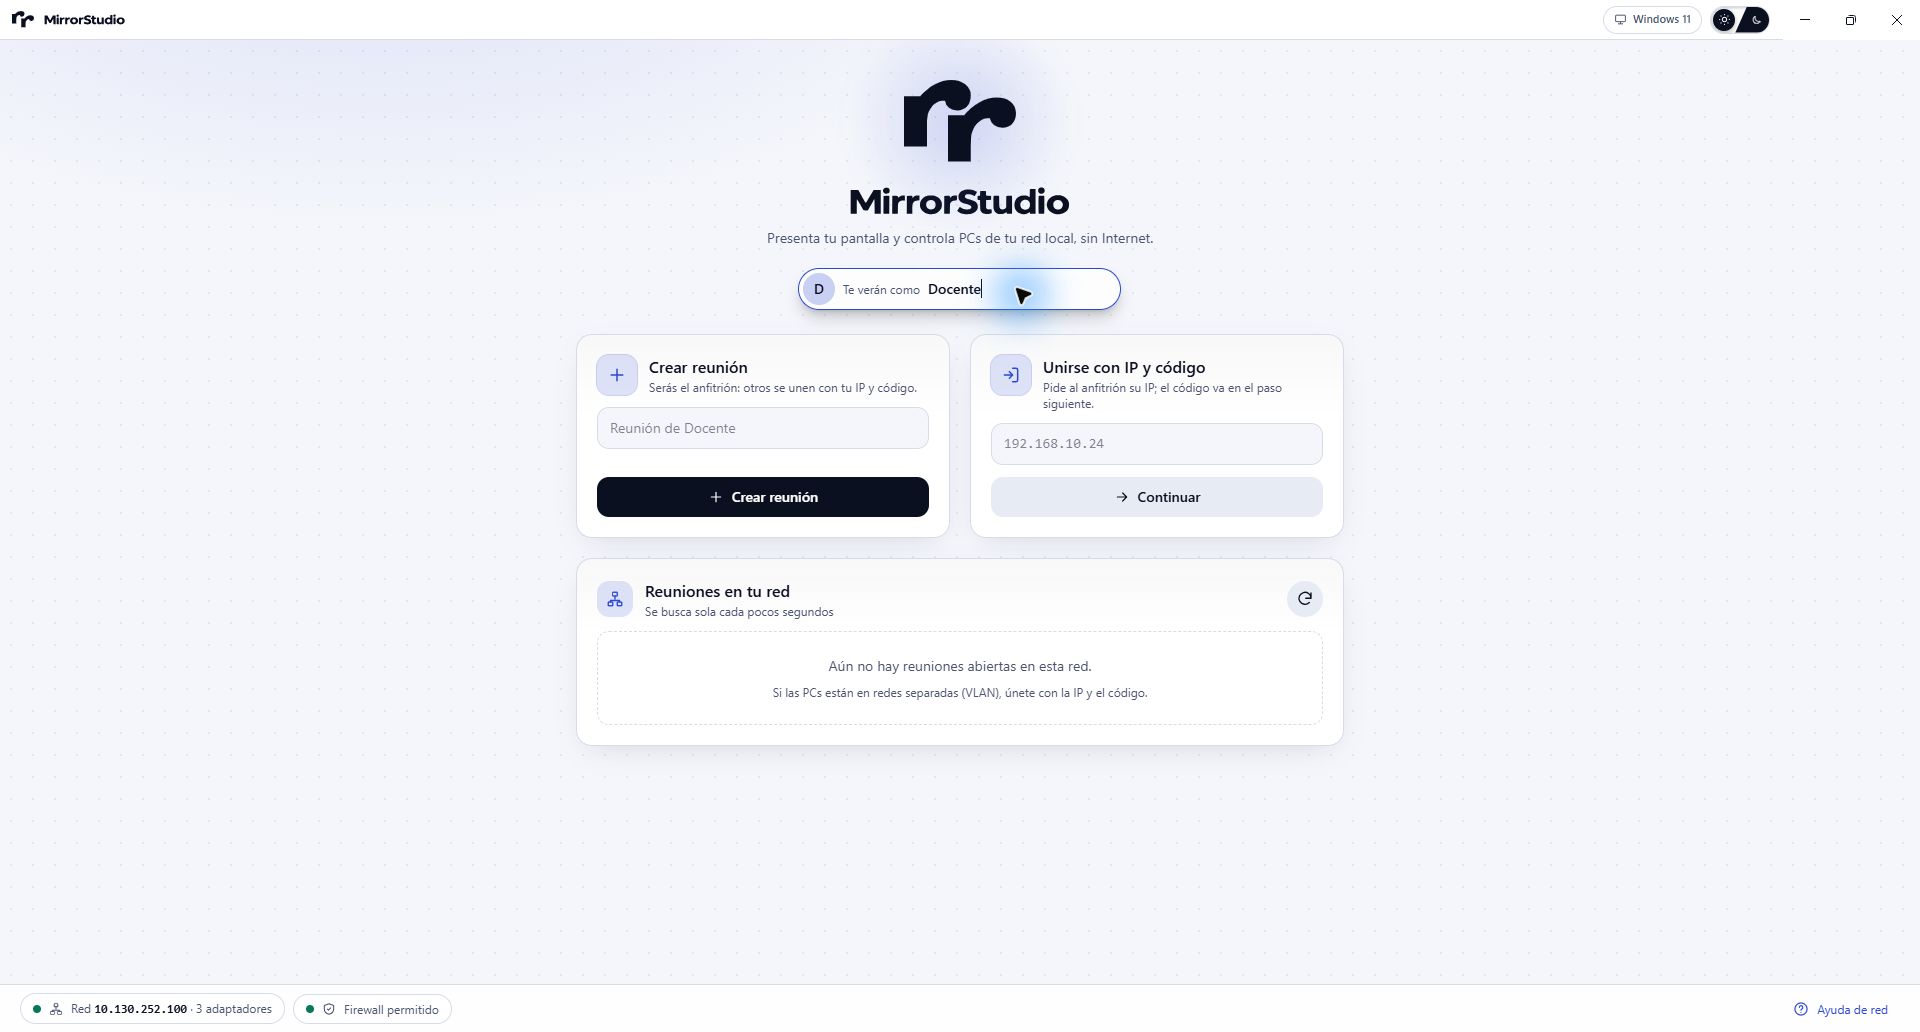 MirrorStudio
Windows 11
MirrorStudio
Presenta tu pantalla y controla PCs de tu red local, sin Internet.
D Te verán como Docente
Crear reunión
Serás el anfitrión: otros se unen con tu IP y código.
Reunión de Docente
+ Crear reunión
Unirse con IP y código
Pide al anfitrión su IP; el código va en el paso
siguiente.
192.168.10.24
→ Continuar
Reuniones en tu red
Se busca sola cada pocos segundos
Aún no hay reuniones abiertas en esta red.
Si las PCs están en redes separadas (VLAN), únete con la IP y el código.
Red 10.130.252.100 · 3 adaptadores
Firewall permitido
Ayuda de red